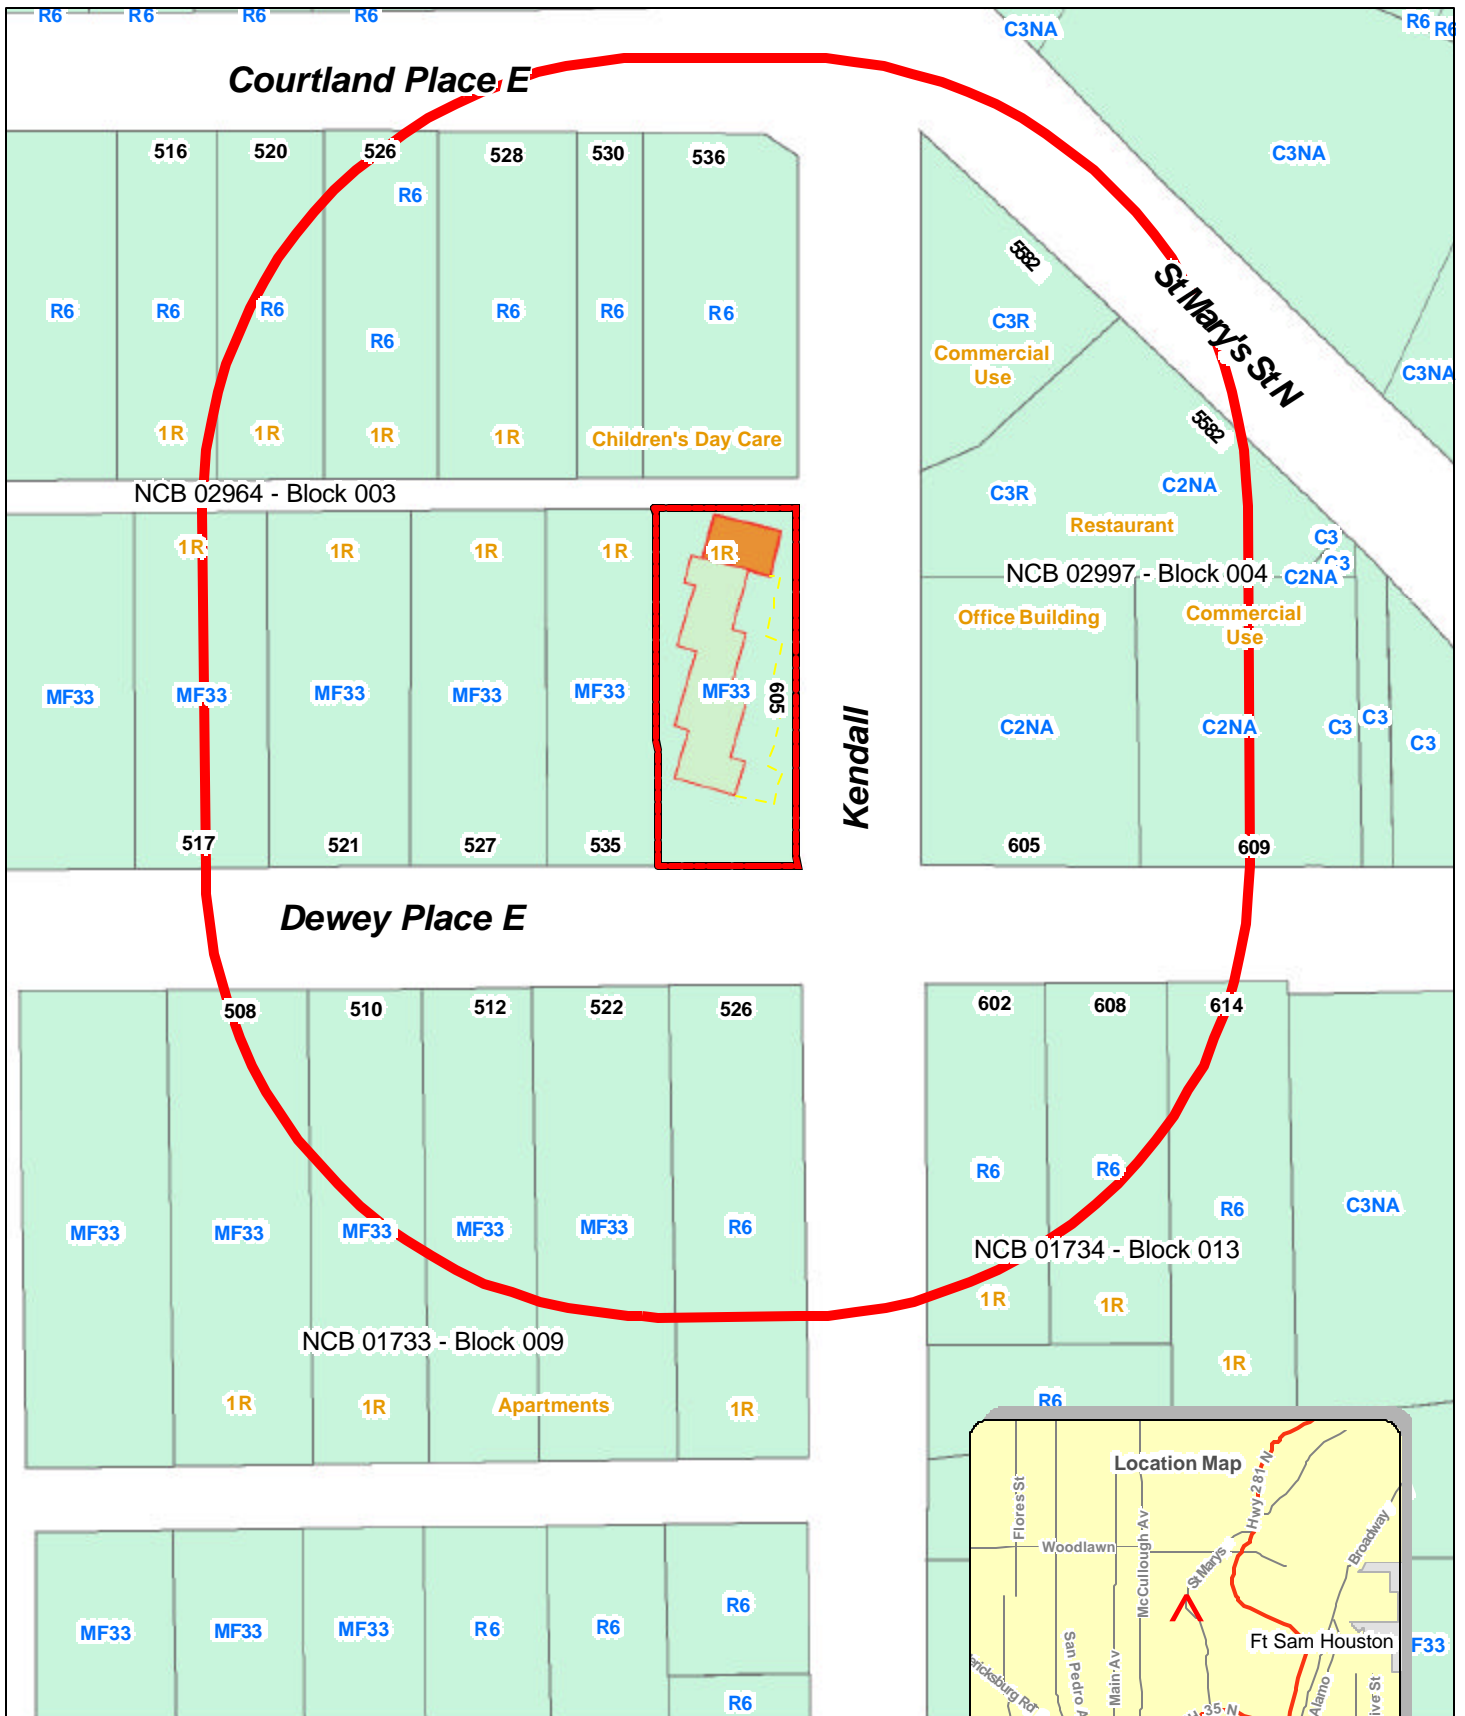 R6 R6 R6 R6
C3NA
R6 R6
Courtland Place E
516 520 526 528 530 536
R6
C3NA
5582
St Mary's St N
R6 R6 R6 R6 R6 R6 R6
C3R
Commercial
Use
C3NA
5582
1R 1R 1R 1R Children's Day Care
NCB 02964 - Block 003
C3R C2NA
Restaurant
C3
C3
1R 1R 1R 1R 1R
NCB 02997 - Block 004 C2NA
Office Building
Commercial
Use
MF33 MF33 MF33 MF33 MF33 MF33
605
Kendall
C2NA C2NA C3 C3 C3
517 521 527 535
605 609
Dewey Place E
508 510 512 522 526
602 608 614
R6 R6 R6 C3NA
MF33 MF33 MF33 MF33 MF33 R6
NCB 01734 - Block 013
1R 1R
NCB 01733 - Block 009
1R
1R 1R Apartments 1R
R6
Location Map
Hwy 281 N
Flores St
Woodlawn
McCullough Av
St Marys
Broadway
San Pedro A
Main Av
Ft Sam Houston
F33
ericksburg Rd
H 35 N
Alamo
ive St
MF33 MF33 MF33 R6 R6 R6
R6